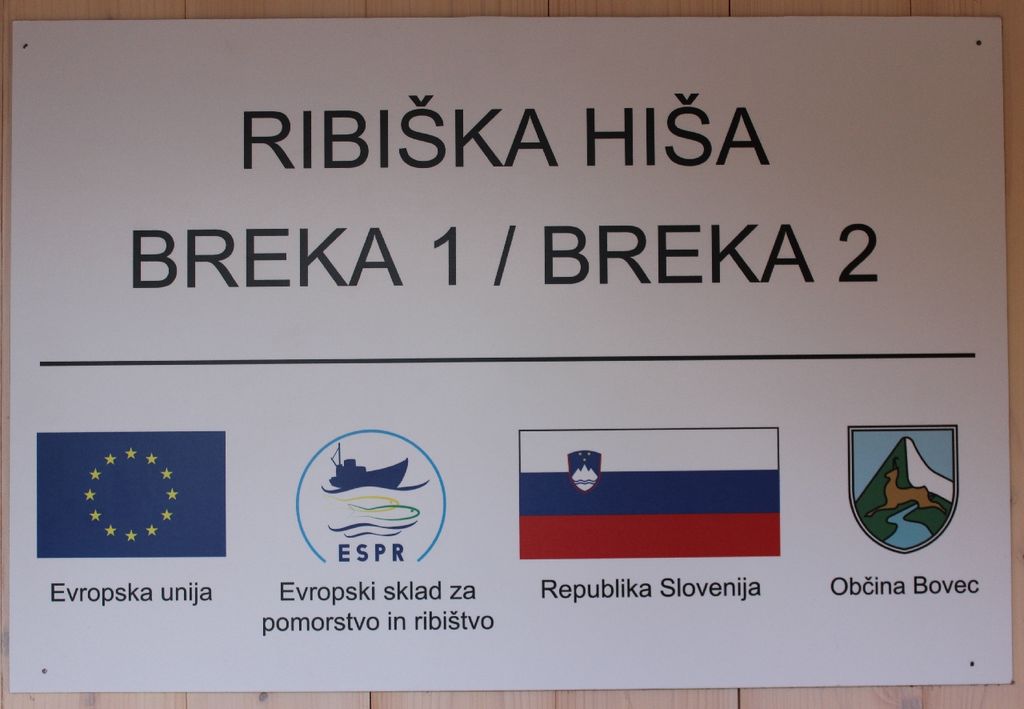 RIBIŠKA HIŠA
BREKA 1 / BREKA 2
ESPR
Evropska unija
Evropski sklad za
pomorstvo in ribištvo
Republika Slovenija
Občina Bovec